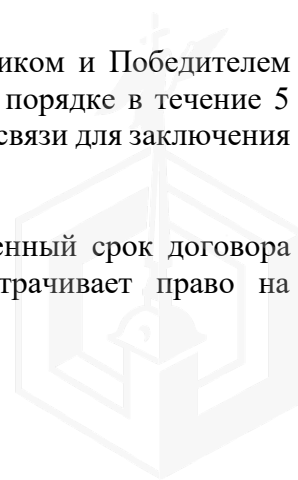 иком и Победителем
порядке в течение 5
связи для заключения
енный срок договора
трачивает право на